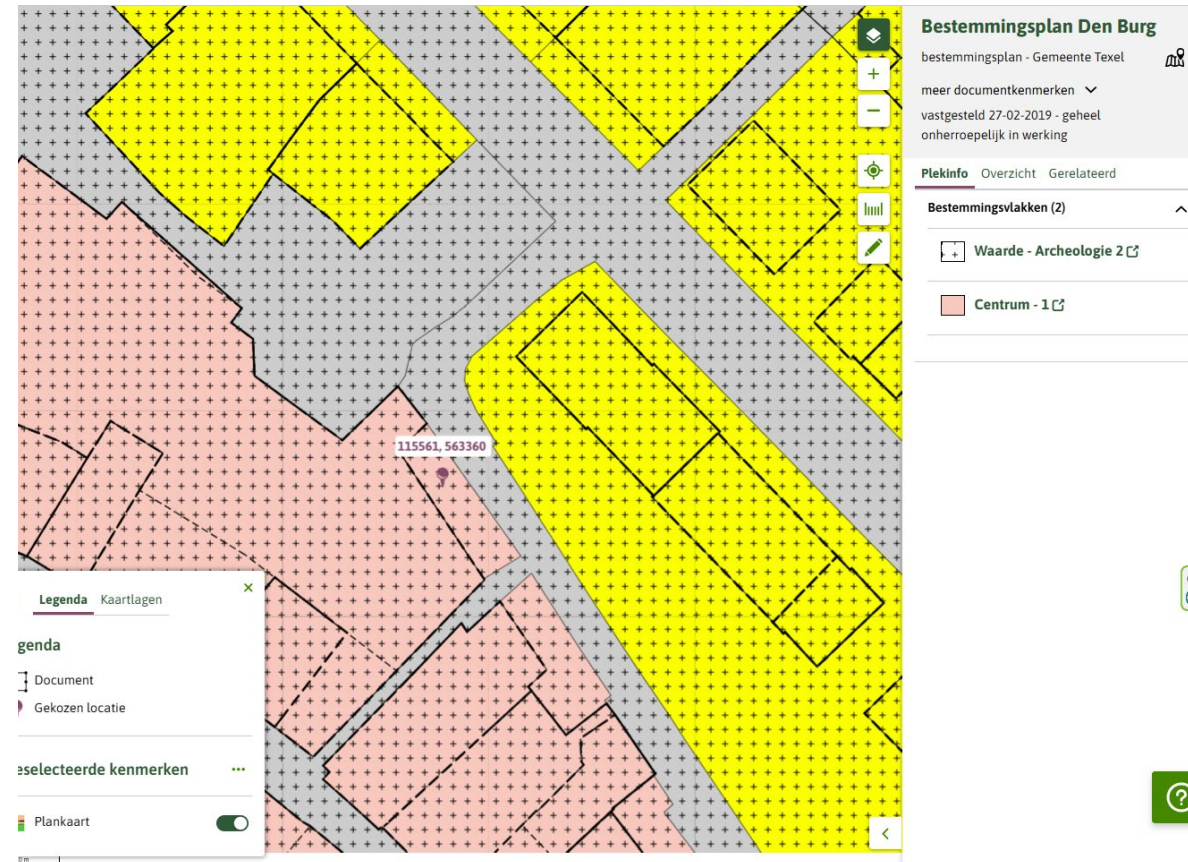 Bestemmingsplan Den Burg
bestemmingsplan - Gemeente Texel
meer documentkenmerken
vastgesteld 27-02-2019 - geheel
onherroepelijk in werking
Plekinfo Overzicht Gerelateerd
Bestemmingsvlakken (2)
Waarde - Archeologie 2
Centrum - 1
115561, 563360
Legenda Kaartlagen
genda
Document
Gekozen locatie
eselecteerde kenmerken
Plankaart